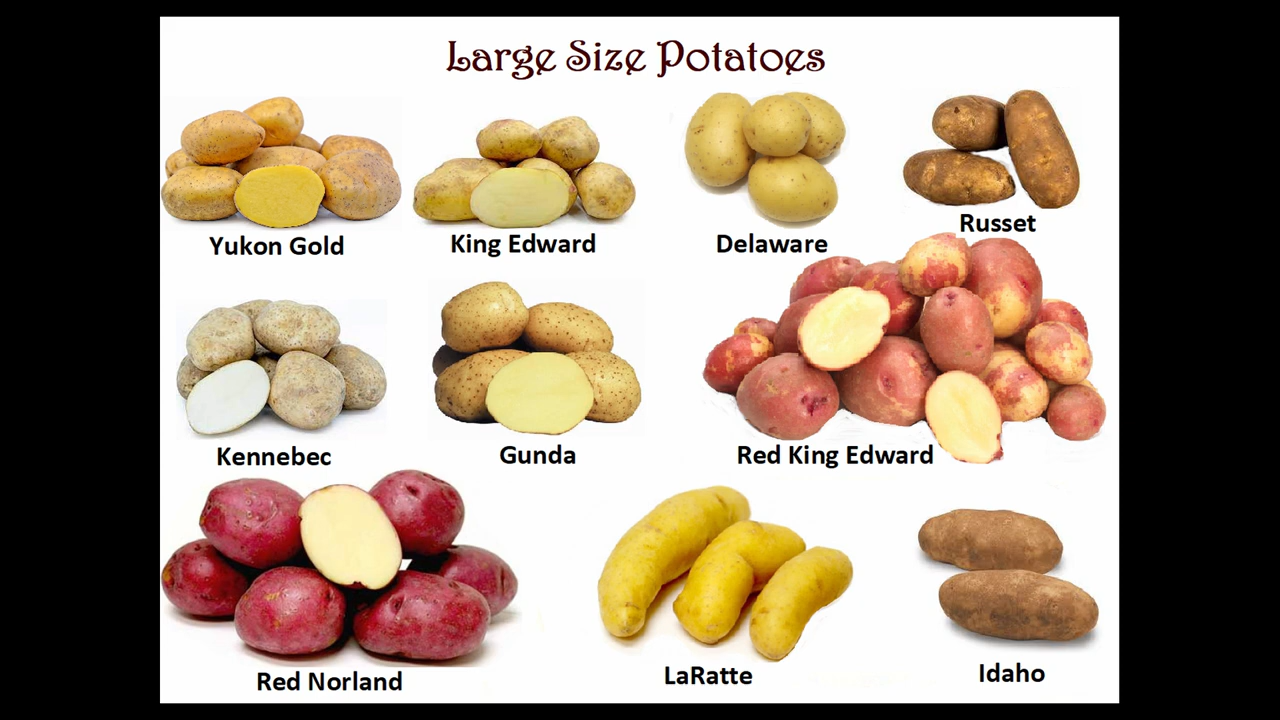 Large Size Potatoes
Yukon Gold
King Edward
Delaware
Russet
Kennebec
Gunda
Red King Edward
Red Norland
LaRatte
Idaho